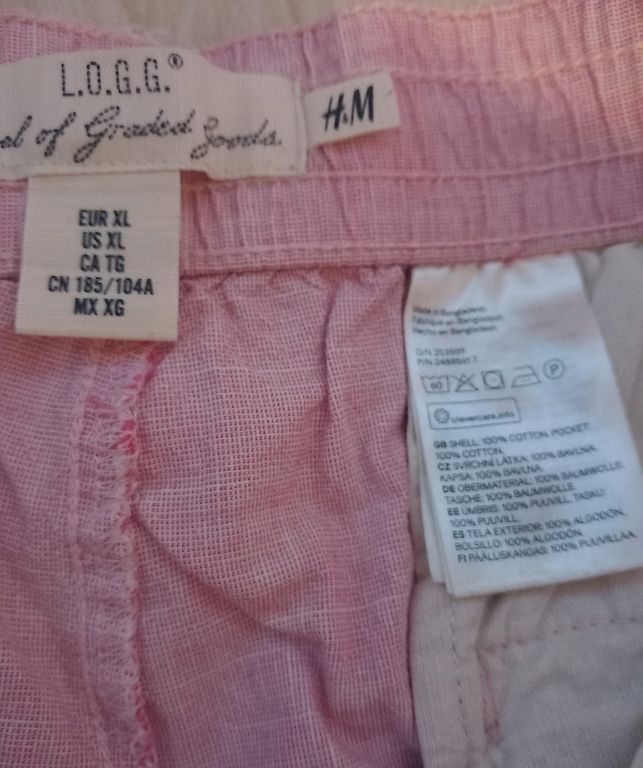 L.O.G.G.®
of Graded Goods.
H&M
EUR XL
US XL
CA TG
CN 185/104A
MX XG
Made in Bangladesh
Fabriqué en Bangladesh
Hecho en Bangladesh
O/N
P/N
P
clevercare.info
GB SHELL: 100% COTTON. POCKET:
100% COTTON.
CZ SVRCHNÍ LÁTKA: 100% BAVLNA.
KAPSA: 100% BAVLNA.
DE OBERMATERIAL: 100% BAUMWOLLE.
TASCHE: 100% BAUMWOLLE.
EE ÜMBRIS: 100% PUUVILL. TASKU:
100% PUUVILL.
ES TELA EXTERIOR: 100% ALGODÓN.
BOLSILLO: 100% ALGODÓN.
FI PÄÄLLISKANGAS: 100% PUUVILLAA.